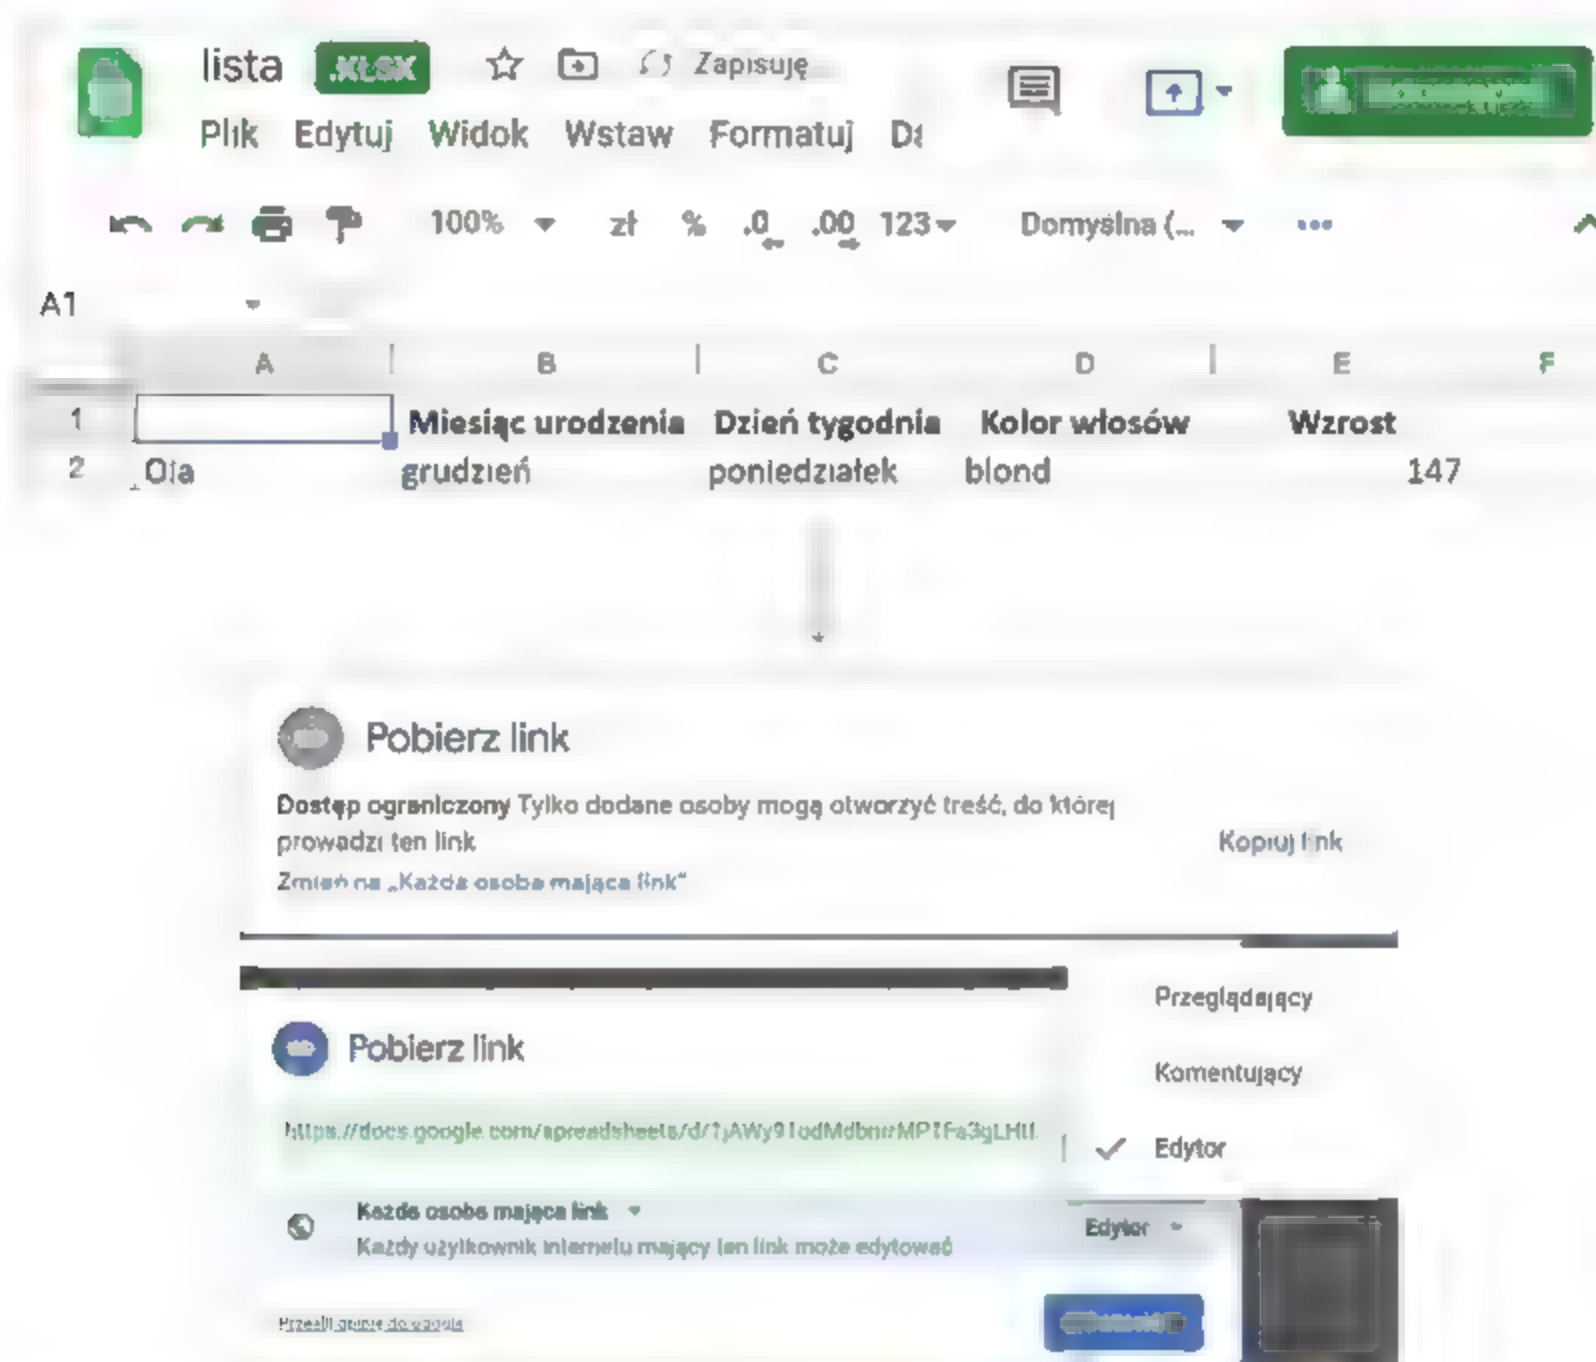 lista .XLSX Zapisuję...
Plik Edytuj Widok Wstaw Formatuj
100% zł % .0 .00 123 Domyślna (...
A1
A B C D E F
1 Miesiąc urodzenia Dzień tygodnia Kolor włosów Wzrost
2 Ola grudzień poniedziałek blond 147
Pobierz link
Dostęp ograniczony Tylko dodane osoby mogą otworzyć treść, do której
prowadzi ten link
Kopiuj link
Zmień na „Każda osoba mająca link”
Przeglądający
Pobierz link
Komentujący
Edytor
Każda osoba mająca link
Edytor
Każdy użytkownik internetu mający ten link może edytować